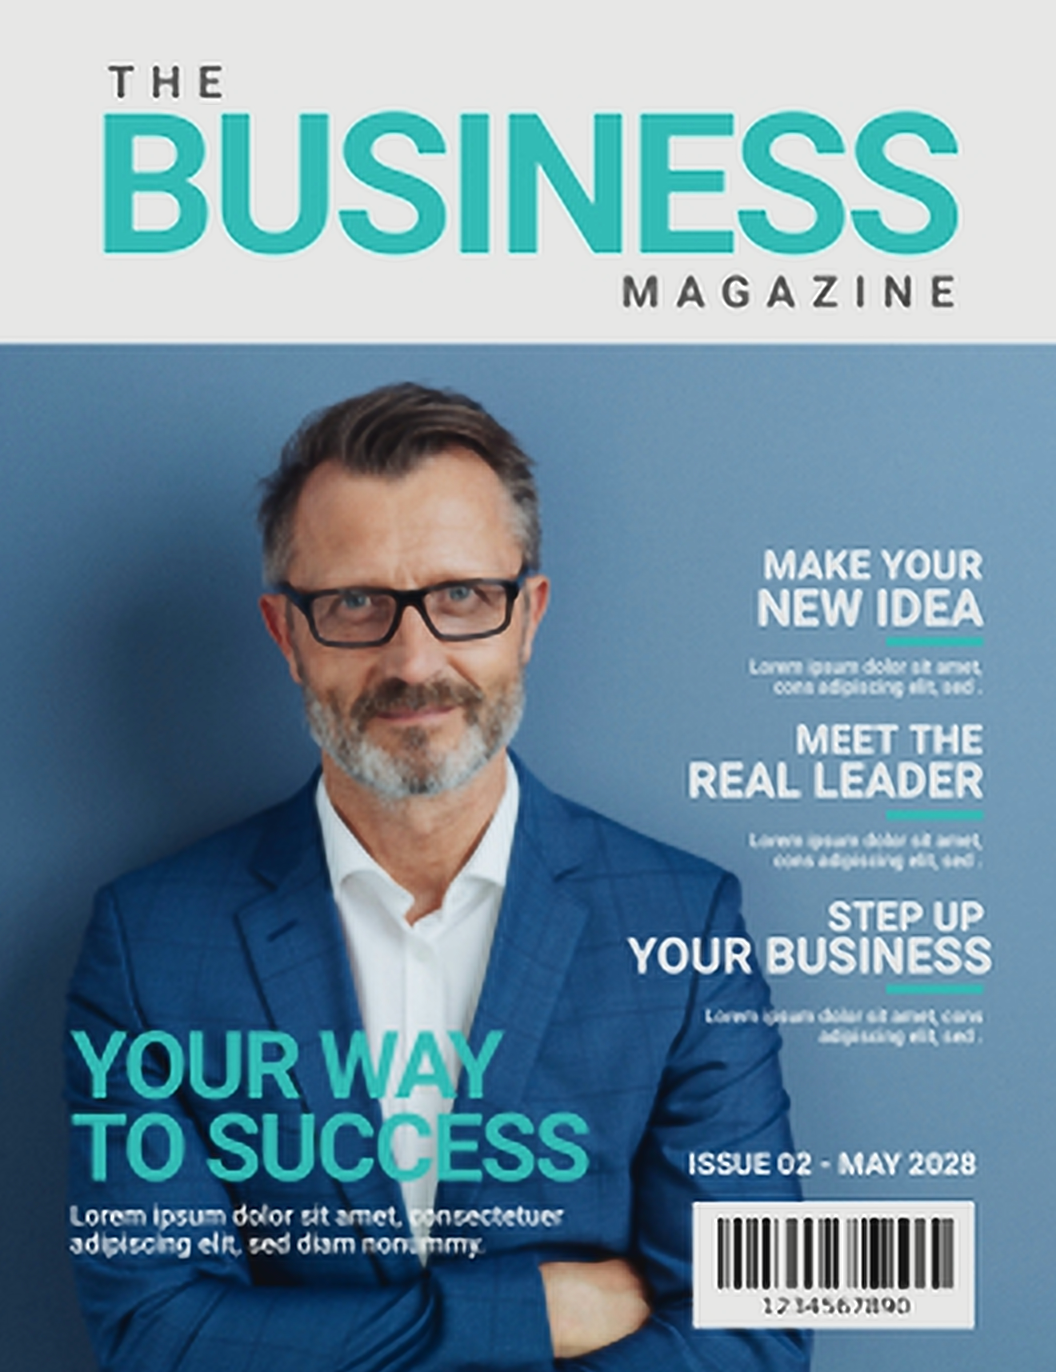 THE
BUSINESS
MAGAZINE
MAKE YOUR
NEW IDEA
Lorem ipsum dolor sit amet,
cons adipiscing elit, sed .
MEET THE
REAL LEADER
Lorem ipsum dolor sit amet,
cons adipiscing elit, sed .
STEP UP
YOUR BUSINESS
Lorem ipsum dolor sit amet, cons
adipiscing elit, sed .
YOUR WAY
TO SUCCESS
Lorem ipsum dolor sit amet, consectetuer
adipiscing elit, sed diam nonummy.
ISSUE 02 - MAY 2028
1234567890